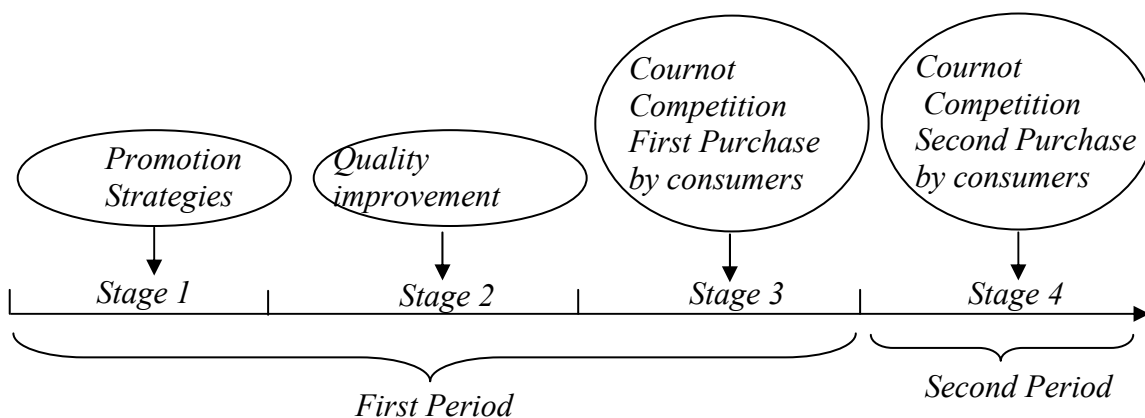 Promotion
Strategies
Quality
improvement
Cournot
Competition
First Purchase
by consumers
Cournot
Competition
Second Purchase
by consumers
Stage 1
Stage 2
Stage 3
Stage 4
First Period
Second Period